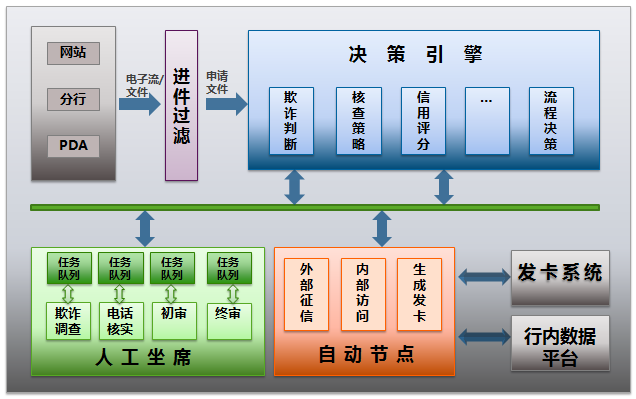 网站
分行
PDA
电子流/
文件
进件过滤
申请
文件
决策引擎
欺诈判断
核查策略
信用评分
...
流程决策
任务
队列
任务
队列
任务
队列
任务
队列
欺诈
调查
电话
核实
初审
终审
人工坐席
外部征信
内部访问
生成发卡
自动节点
发卡系统
行内数据
平台